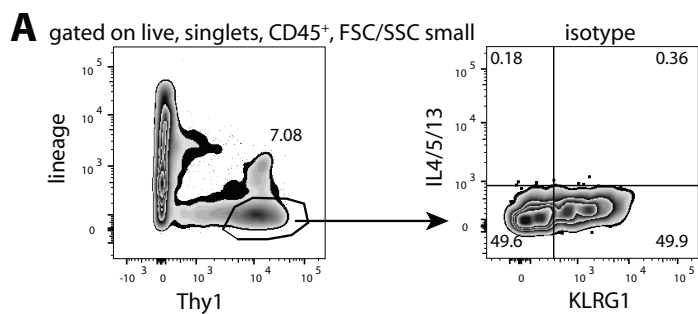 A gated on live, singlets, CD45⁺, FSC/SSC small
isotype
lineage
10⁵
10⁴
10³
0
7.08
-10 ³ 0 10³ 10⁴ 10⁵
Thy1
IL4/5/13
10⁵
10⁴
10³
0
0.18 0.36
49.6 49.9
0 10³ 10⁴ 10⁵
KLRG1